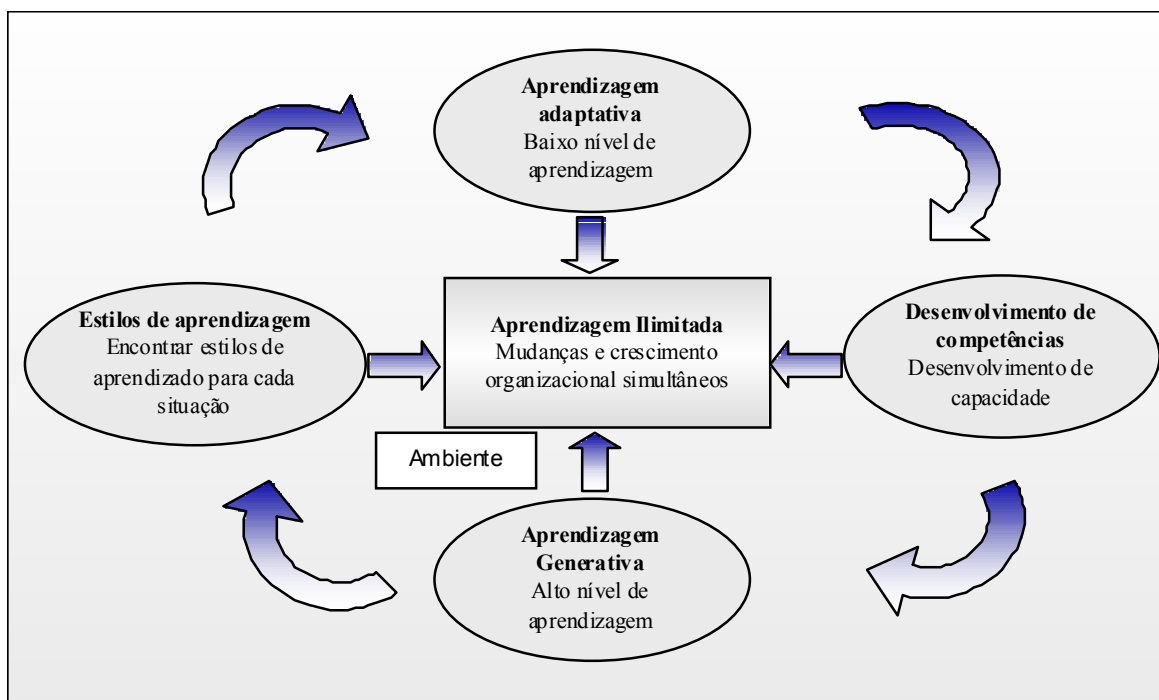 Aprendizagem
adaptativa
Baixo nível de
aprendizagem
Estilos de aprendizagem
Encontrar estilos de
aprendizado para cada
situação
Aprendizagem Ilimitada
Mudanças e crescimento
organizacional simultâneos
Desenvolvimento de
competências
Desenvolvimento de
capacidade
Ambiente
Aprendizagem
Generativa
Alto nível de
aprendizagem